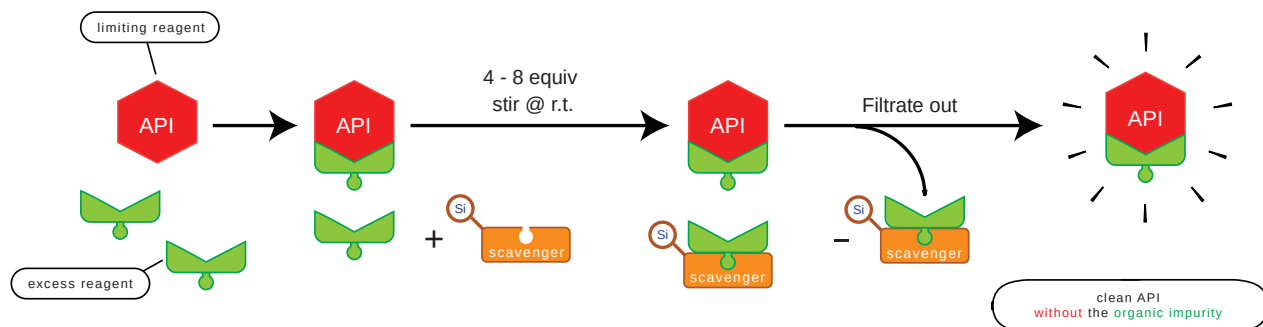 limiting reagent
API
excess reagent
API
+
Si
scavenger
4 - 8 equiv
stir @ r.t.
API
Si
scavenger
Filtrate out
–
Si
scavenger
API
clean API
without the organic impurity